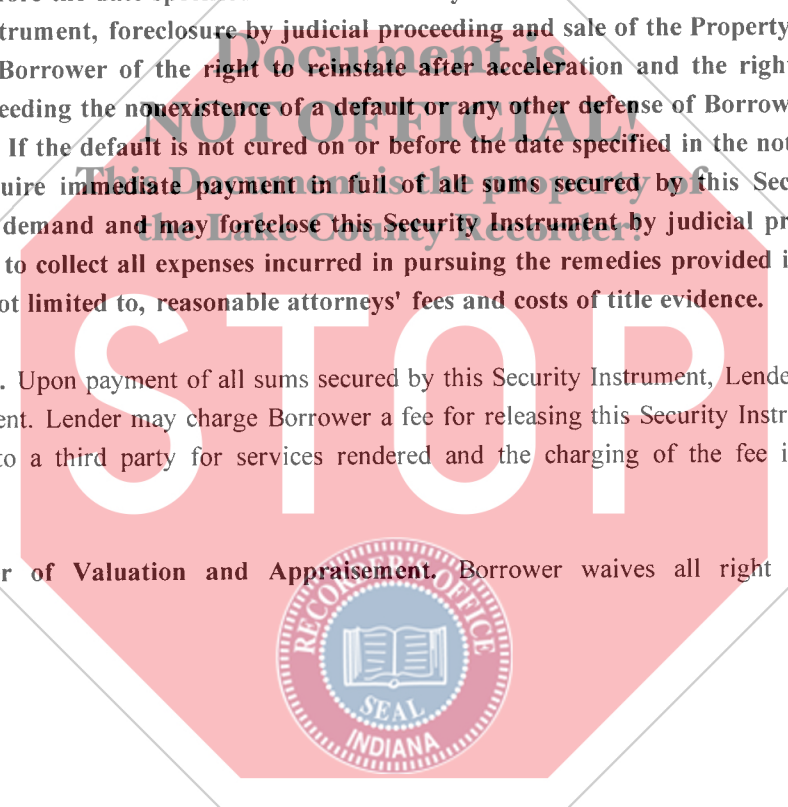 trument, foreclosure by judicial proceeding and sale of the Property
Document is
Borrower of the right to reinstate after acceleration and the righ
eeding the nonexistence of a default or any other defense of Borrow
NOT OFFICIAL!
If the default is not cured on or before the date specified in the not
This Document is the property of
uire immediate payment in full of all sums secured by this Sec
demand and may foreclose this Security Instrument by judicial pr
the Lake County Recorder!
to collect all expenses incurred in pursuing the remedies provided i
ot limited to, reasonable attorneys' fees and costs of title evidence.
. Upon payment of all sums secured by this Security Instrument, Lende
ent. Lender may charge Borrower a fee for releasing this Security Instr
to a third party for services rendered and the charging of the fee i
STOP
r of Valuation and Appraisement. Borrower waives all right
RECORDER'S OFFICE
SEAL
INDIANA